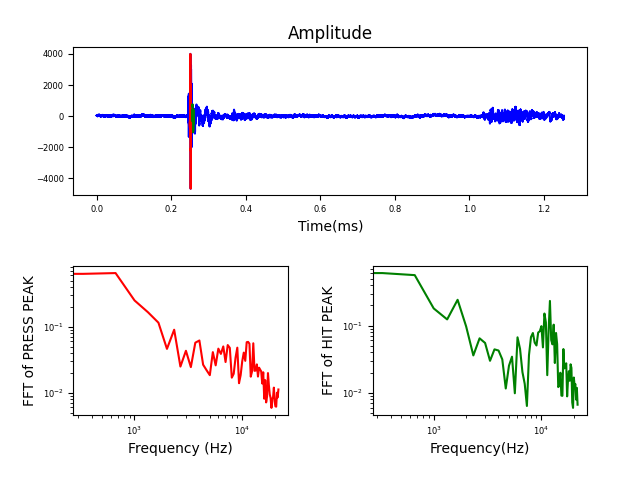 Amplitude
4000
2000
0
−2000
−4000
0.0 0.2 0.4 0.6 0.8 1.0 1.2
Time(ms)
FFT of PRESS PEAK
10⁻¹
10⁻²
10³ 10⁴
Frequency (Hz)
FFT of HIT PEAK
10⁻¹
10⁻²
10³ 10⁴
Frequency(Hz)